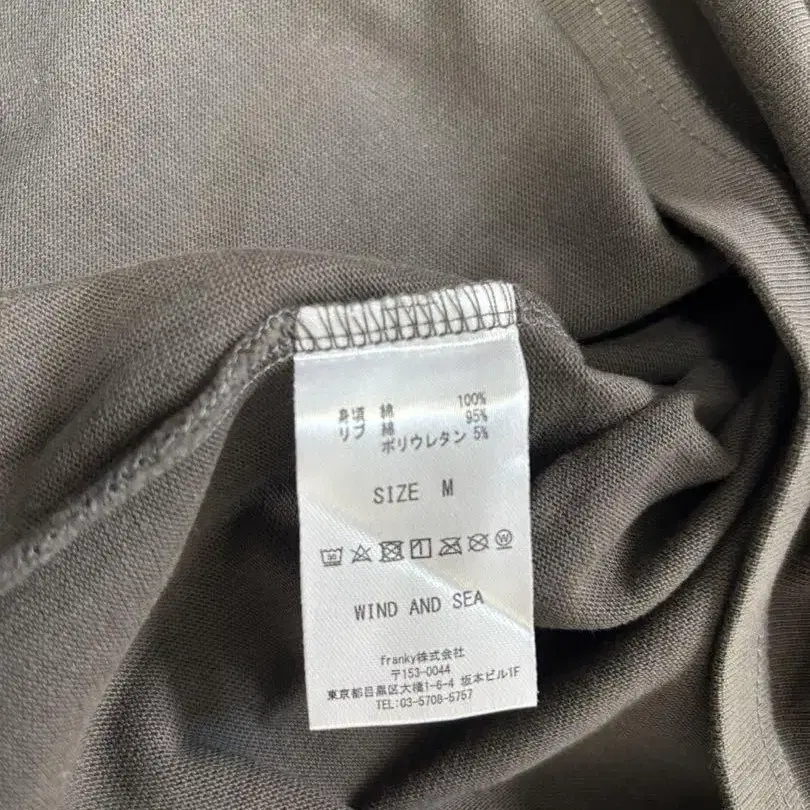 身頃 綿 100%
リブ 綿 95%
ポリウレタン 5%
SIZE M
WIND AND SEA
franky株式会社
〒153-0044
東京都目黒区大橋1-6-4 坂本ビル1F
TEL:03-5708-5757